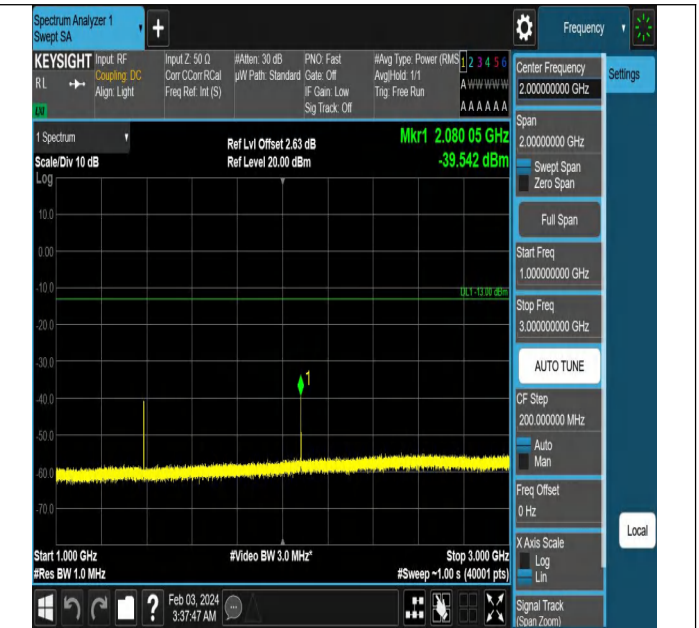 Spectrum Analyzer 1
Swept SA
+
Frequency
KEYSIGHT
RL
LXI
Input: RF
Coupling: DC
Align: Light
Input Z: 50 Ω
Corr CCorr RCal
Freq Ref: Int (S)
#Atten: 30 dB
µW Path: Standard
PNO: Fast
Gate: Off
IF Gain: Low
Sig Track: Off
#Avg Type: Power (RMS
Avg|Hold: 1/1
Trig: Free Run
1 2 3 4 5 6
A W W W W W
A A A A A A
1 Spectrum
Scale/Div 10 dB
Log
Ref Lvl Offset 2.63 dB
Ref Level 20.00 dBm
Mkr1 2.080 05 GHz
-39.542 dBm
10.0
0.00
-10.0
DL1 -13.00 dBm
-20.0
-30.0
1
-40.0
-50.0
-60.0
-70.0
Start 1.000 GHz
#Res BW 1.0 MHz
#Video BW 3.0 MHz*
Stop 3.000 GHz
#Sweep ~1.00 s (40001 pts)
?
Feb 03, 2024
3:37:47 AM
Center Frequency
2.000000000 GHz
Settings
Span
2.00000000 GHz
Swept Span
Zero Span
Full Span
Start Freq
1.000000000 GHz
Stop Freq
3.000000000 GHz
AUTO TUNE
CF Step
200.000000 MHz
Auto
Man
Freq Offset
0 Hz
X Axis Scale
Log
Lin
Local
Signal Track
(Span Zoom)